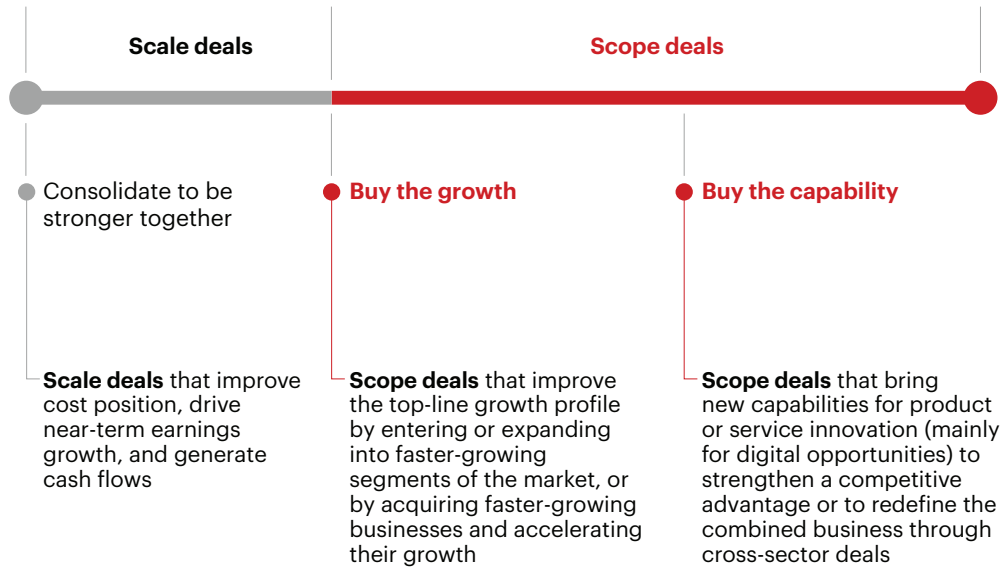 Scale deals
Scope deals
Consolidate to be
stronger together
Buy the growth
Buy the capability
Scale deals that improve
cost position, drive
near-term earnings
growth, and generate
cash flows
Scope deals that improve
the top-line growth profile
by entering or expanding
into faster-growing
segments of the market, or
by acquiring faster-growing
businesses and accelerating
their growth
Scope deals that bring
new capabilities for product
or service innovation (mainly
for digital opportunities) to
strengthen a competitive
advantage or to redefine the
combined business through
cross-sector deals